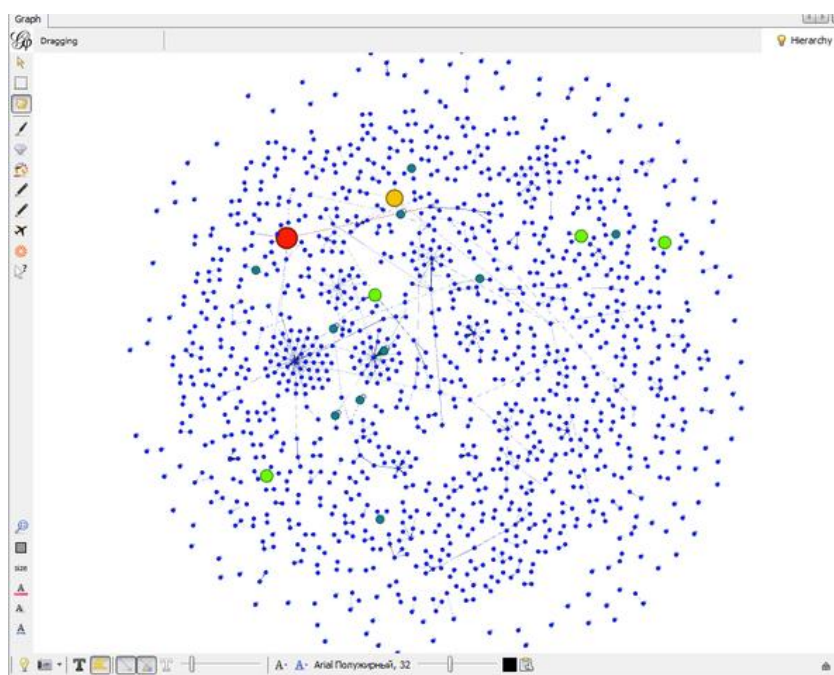 Graph
Dragging
Hierarchy
size
A
A
A
T
T
A- A- Arial Полужирный, 32